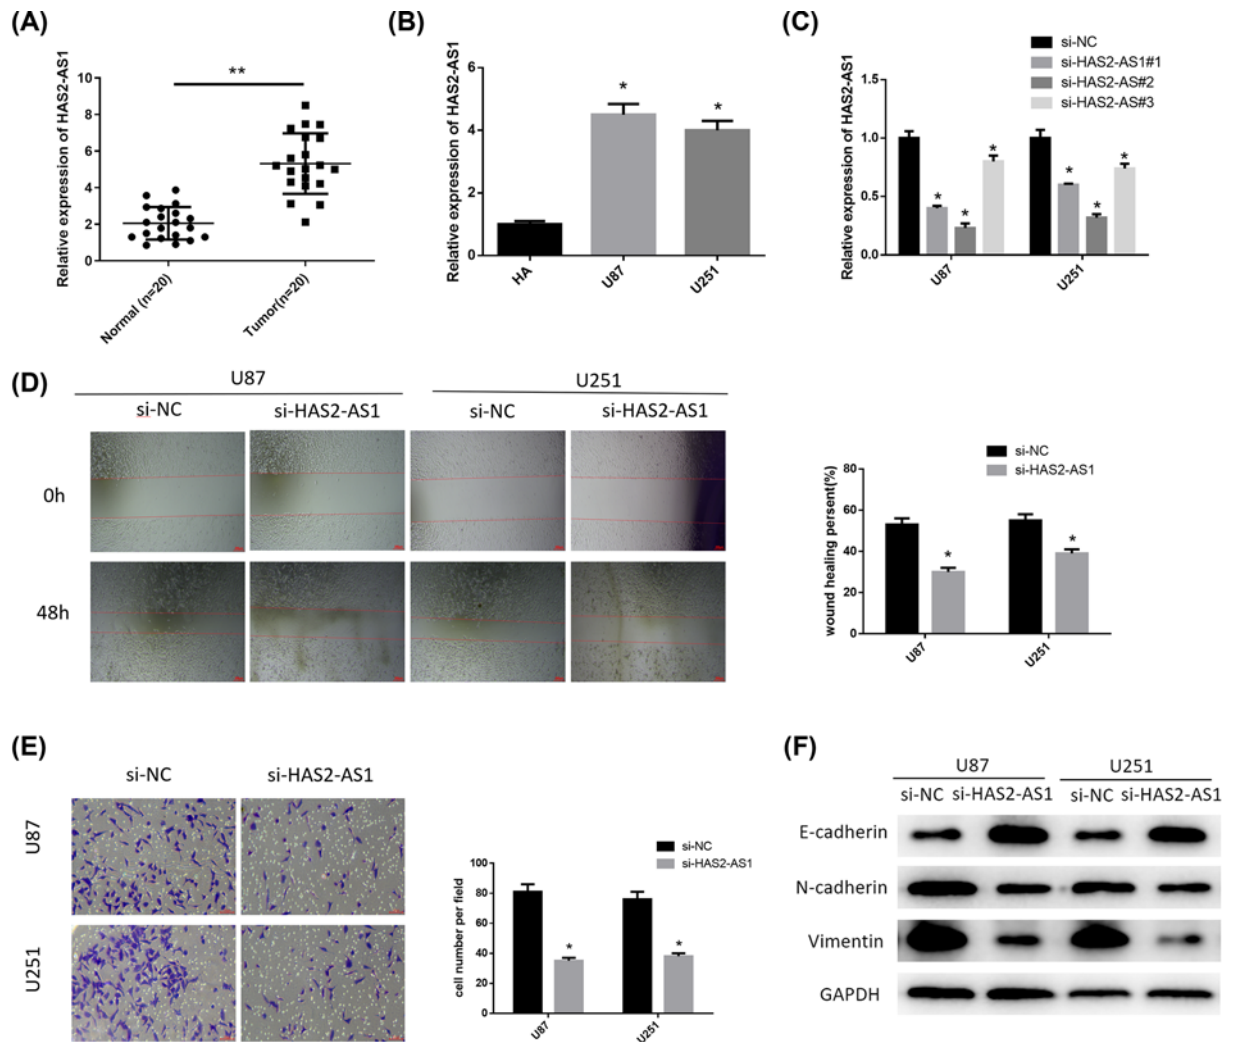 (A)
Relative expression of HAS2-AS1
10
8
6
4
2
0
**
Normal (n=20)
Tumor(n=20)
(B)
Relative expression of HAS2-AS1
6
4
2
0
*
*
HA
U87
U251
(C)
si-NC
si-HAS2-AS1#1
si-HAS2-AS#2
si-HAS2-AS#3
Relative expression of HAS2-AS1
1.5
1.0
0.5
0.0
*
*
*
*
*
*
U87
U251
(D)
U87
U251
si-NC
si-HAS2-AS1
si-NC
si-HAS2-AS1
0h
48h
si-NC
si-HAS2-AS1
wound healing persent(%)
80
60
40
20
0
*
*
U87
U251
(E)
si-NC
si-HAS2-AS1
U87
U251
si-NC
si-HAS2-AS1
cell number per field
100
80
60
40
20
0
*
*
U87
U251
(F)
U87
U251
si-NC
si-HAS2-AS1
si-NC
si-HAS2-AS1
E-cadherin
N-cadherin
Vimentin
GAPDH